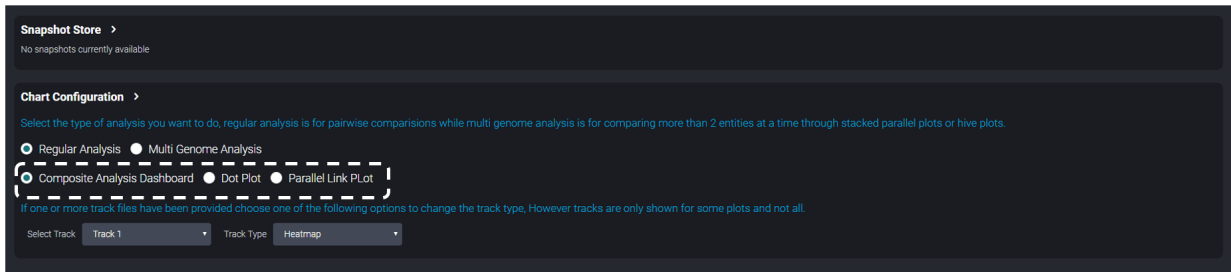 Snapshot Store >
No snapshots currently available
Chart Configuration >
Select the type of analysis you want to do, regular analysis is for pairwise comparisions while multi genome analysis is for comparing more than 2 entities at a time through stacked parallel plots or hive plots.
Regular Analysis Multi Genome Analysis
Composite Analysis Dashboard Dot Plot Parallel Link PLot
If one or more track files have been provided choose one of the following options to change the track type, However tracks are only shown for some plots and not all.
Select Track Track 1 Track Type Heatmap